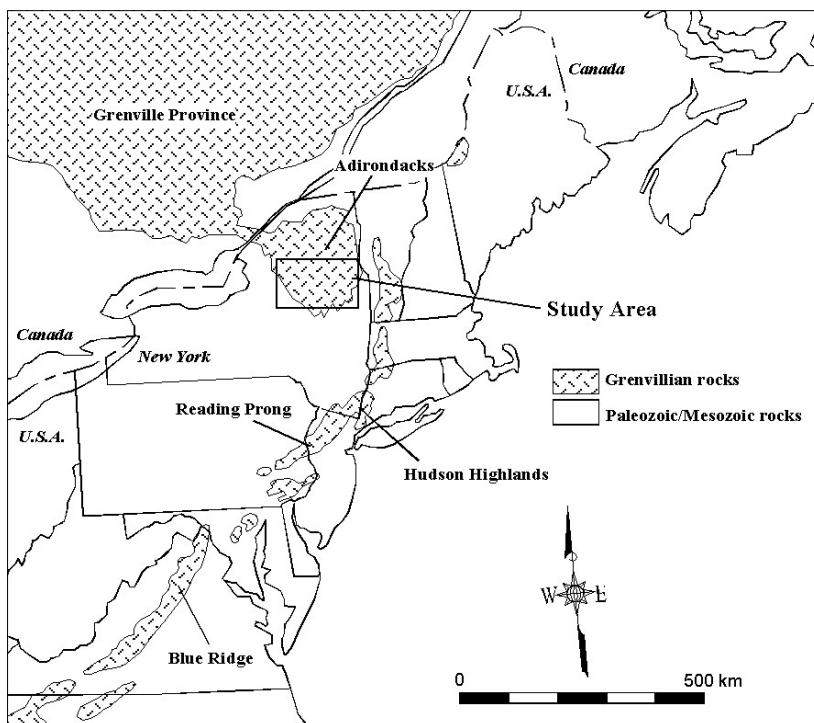 Canada
U.S.A.
Grenville Province
Adirondacks
Study Area
Canada
New York
Grenvillian rocks
Reading Prong
Paleozoic/Mesozoic rocks
U.S.A.
Hudson Highlands
W E
Blue Ridge
0 500 km